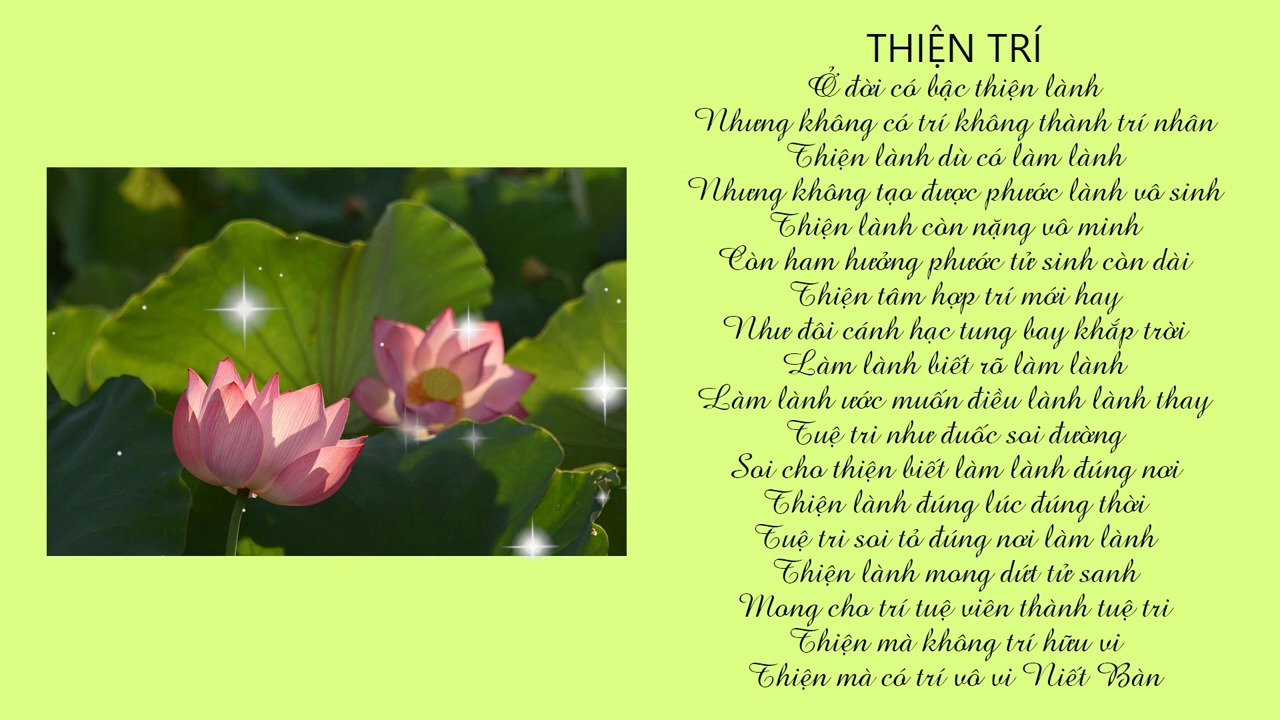 THIỆN TRÍ
Ở đời có bậc thiện lành
Nhưng không có trí không thành trí nhân
Thiện lành dù có làm lành
Nhưng không tạo được phước lành vô sinh
Thiện lành còn nặng vô minh
Còn ham hưởng phước tử sinh còn dài
Thiện tâm hợp trí mới hay
Như đôi cánh hạc tung bay khắp trời
Làm lành biết rõ làm lành
Làm lành ước muốn điều lành lành thay
Tuệ tri như đuốc soi đường
Soi cho thiện biết làm lành đúng nơi
Thiện lành đúng lúc đúng thời
Tuệ tri soi tỏ đúng nơi làm lành
Thiện lành mong dứt tử sanh
Mong cho trí tuệ viên thành tuệ tri
Thiện mà không trí hữu vi
Thiện mà có trí vô vi Niết Bàn